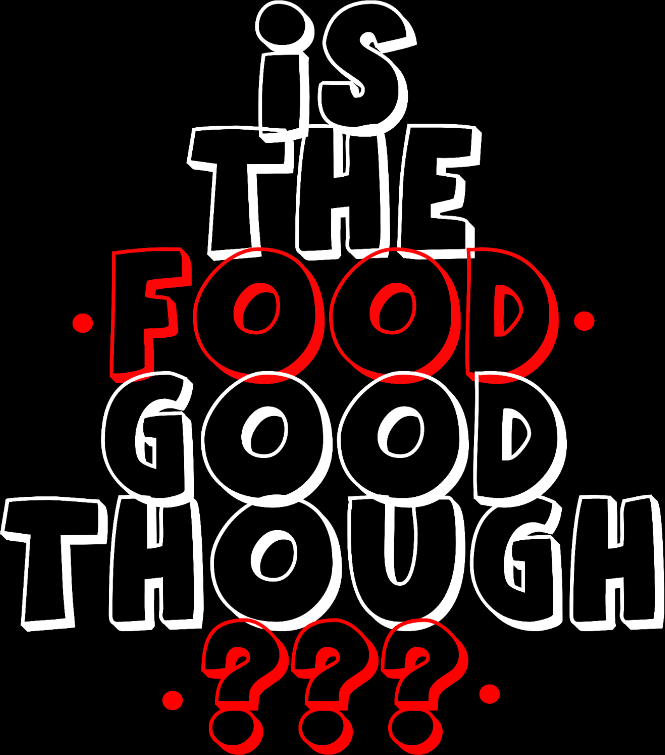 iS
THE
• FOOD •
GOOD
THOUGH
• ??? •